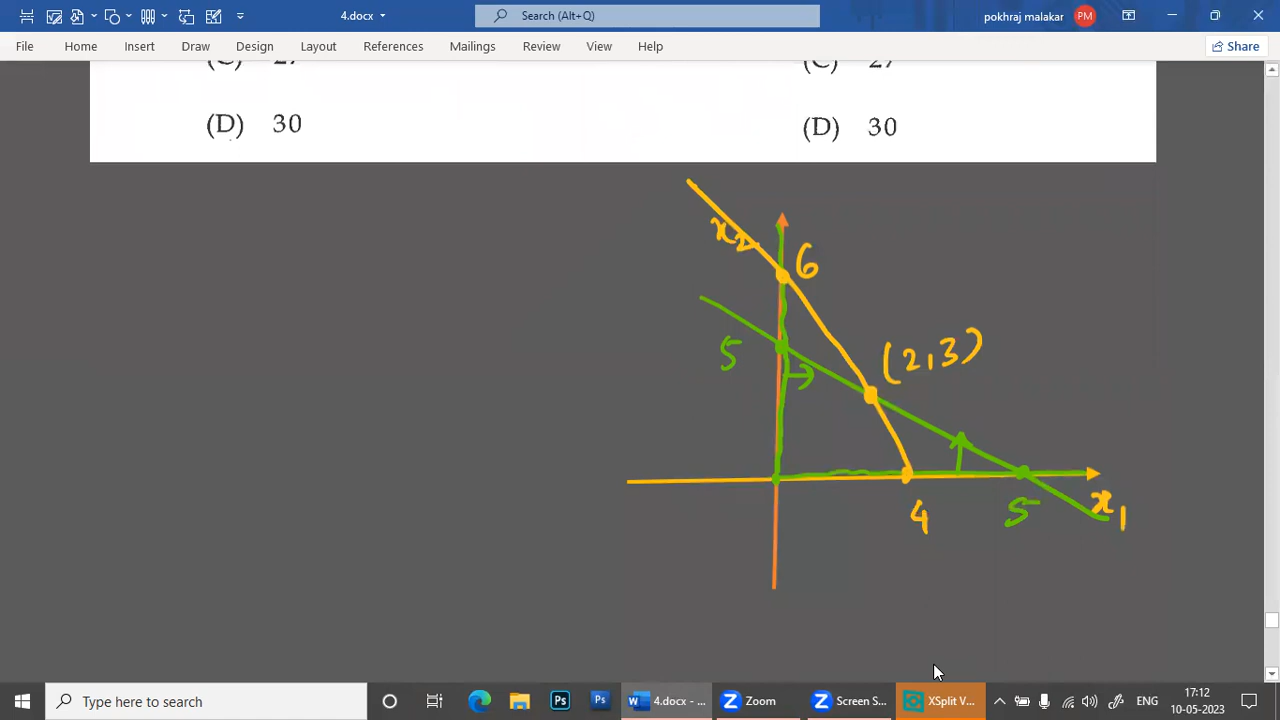 4.docx
Search (Alt+Q)
pokhraj malakar PM
File Home Insert Draw Design Layout References Mailings Review View Help Share
(C) 27 (C) 27
(D) 30 (D) 30
x2
6
5
(2,3)
4
5
x1
Type here to search
4.docx - ...
Zoom
Screen S...
XSplit V...
ENG
17:12
10-05-2023